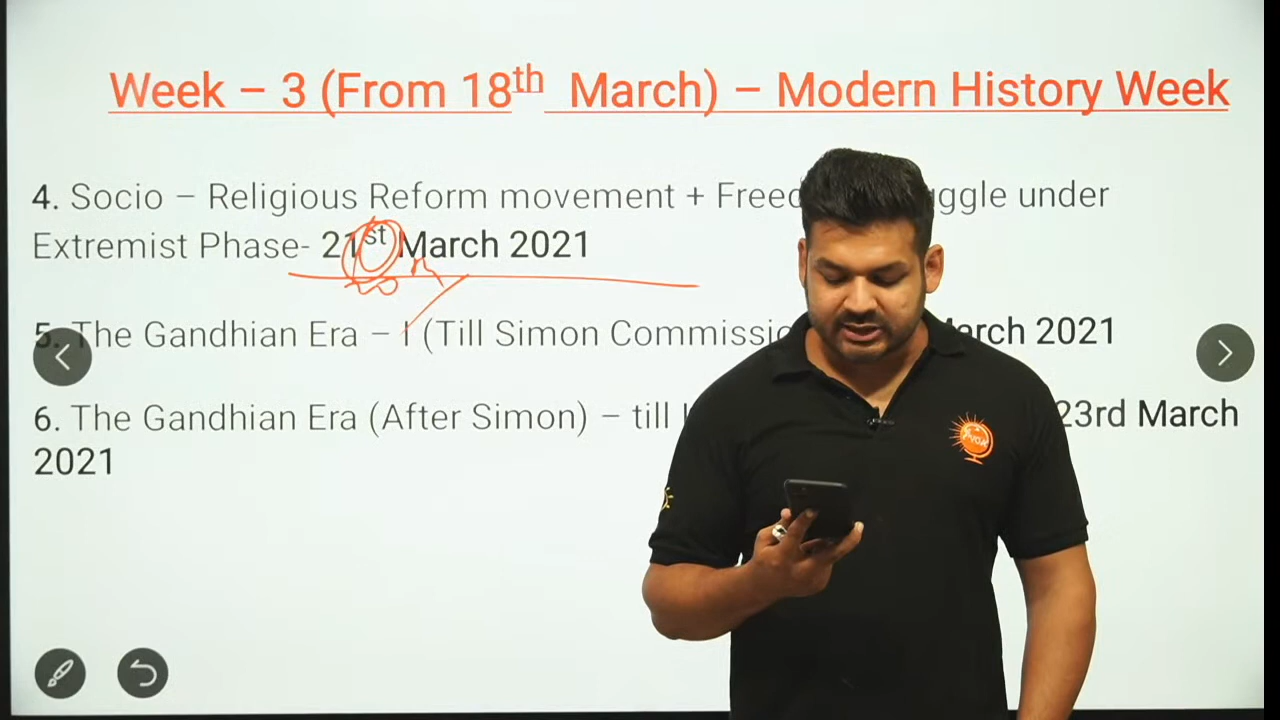 Week – 3 (From 18th March) – Modern History Week
4. Socio – Religious Reform movement + Freed ggle under
Extremist Phase- 21st March 2021
5. The Gandhian Era – I (Till Simon Commissi March 2021
6. The Gandhian Era (After Simon) – till 23rd March
2021